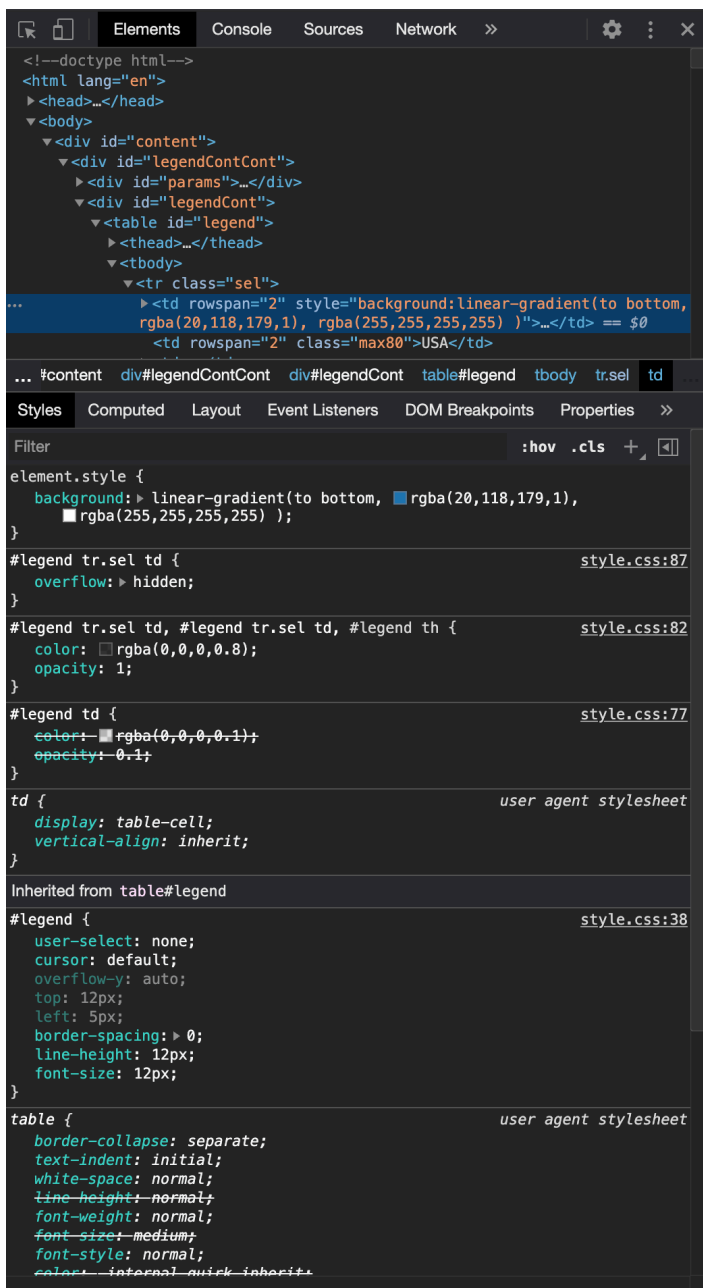 Elements Console Sources Network »
<!--doctype html-->
<html lang="en">
<head>…</head>
<body>
<div id="content">
<div id="legendContCont">
<div id="params">…</div>
<div id="legendCont">
<table id="legend">
<thead>…</thead>
<tbody>
<tr class="sel">
<td rowspan="2" style="background:linear-gradient(to bottom,
rgba(20,118,179,1), rgba(255,255,255,255) )">…</td> == $0
<td rowspan="2" class="max80">USA</td>
… #content div#legendContCont div#legendCont table#legend tbody tr.sel td …
Styles Computed Layout Event Listeners DOM Breakpoints Properties »
Filter :hov .cls +
element.style {
background: linear-gradient(to bottom, rgba(20,118,179,1),
rgba(255,255,255,255) );
}
#legend tr.sel td { style.css:87
overflow: hidden;
}
#legend tr.sel td, #legend tr.sel td, #legend th { style.css:82
color: rgba(0,0,0,0.8);
opacity: 1;
}
#legend td { style.css:77
color: rgba(0,0,0,0.1);
opacity: 0.1;
}
td { user agent stylesheet
display: table-cell;
vertical-align: inherit;
}
Inherited from table#legend
#legend { style.css:38
user-select: none;
cursor: default;
overflow-y: auto;
top: 12px;
left: 5px;
border-spacing: 0;
line-height: 12px;
font-size: 12px;
}
table { user agent stylesheet
border-collapse: separate;
text-indent: initial;
white-space: normal;
line-height: normal;
font-weight: normal;
font-size: medium;
font-style: normal;
color: -internal-quirk-inherit;